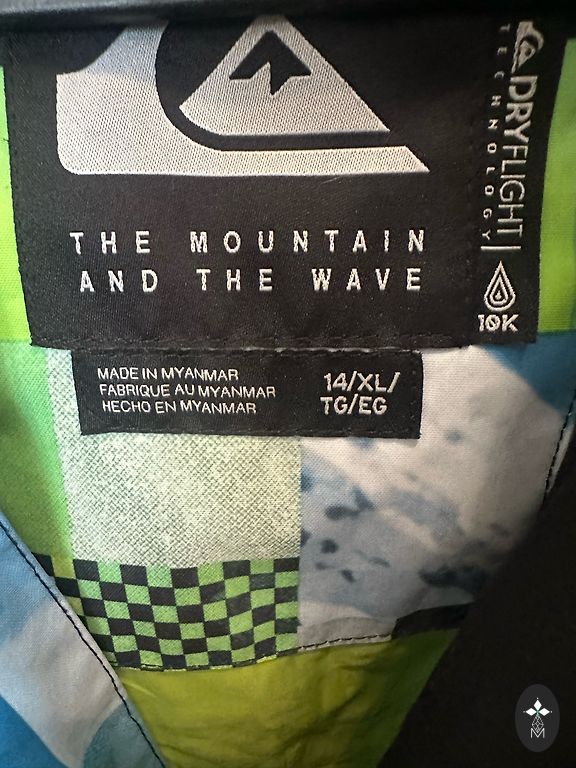 THE MOUNTAIN
AND THE WAVE
DRYFLIGHT
TECHNOLOGY
10K
MADE IN MYANMAR
FABRIQUE AU MYANMAR
HECHO EN MYANMAR
14/XL/
TG/EG
M